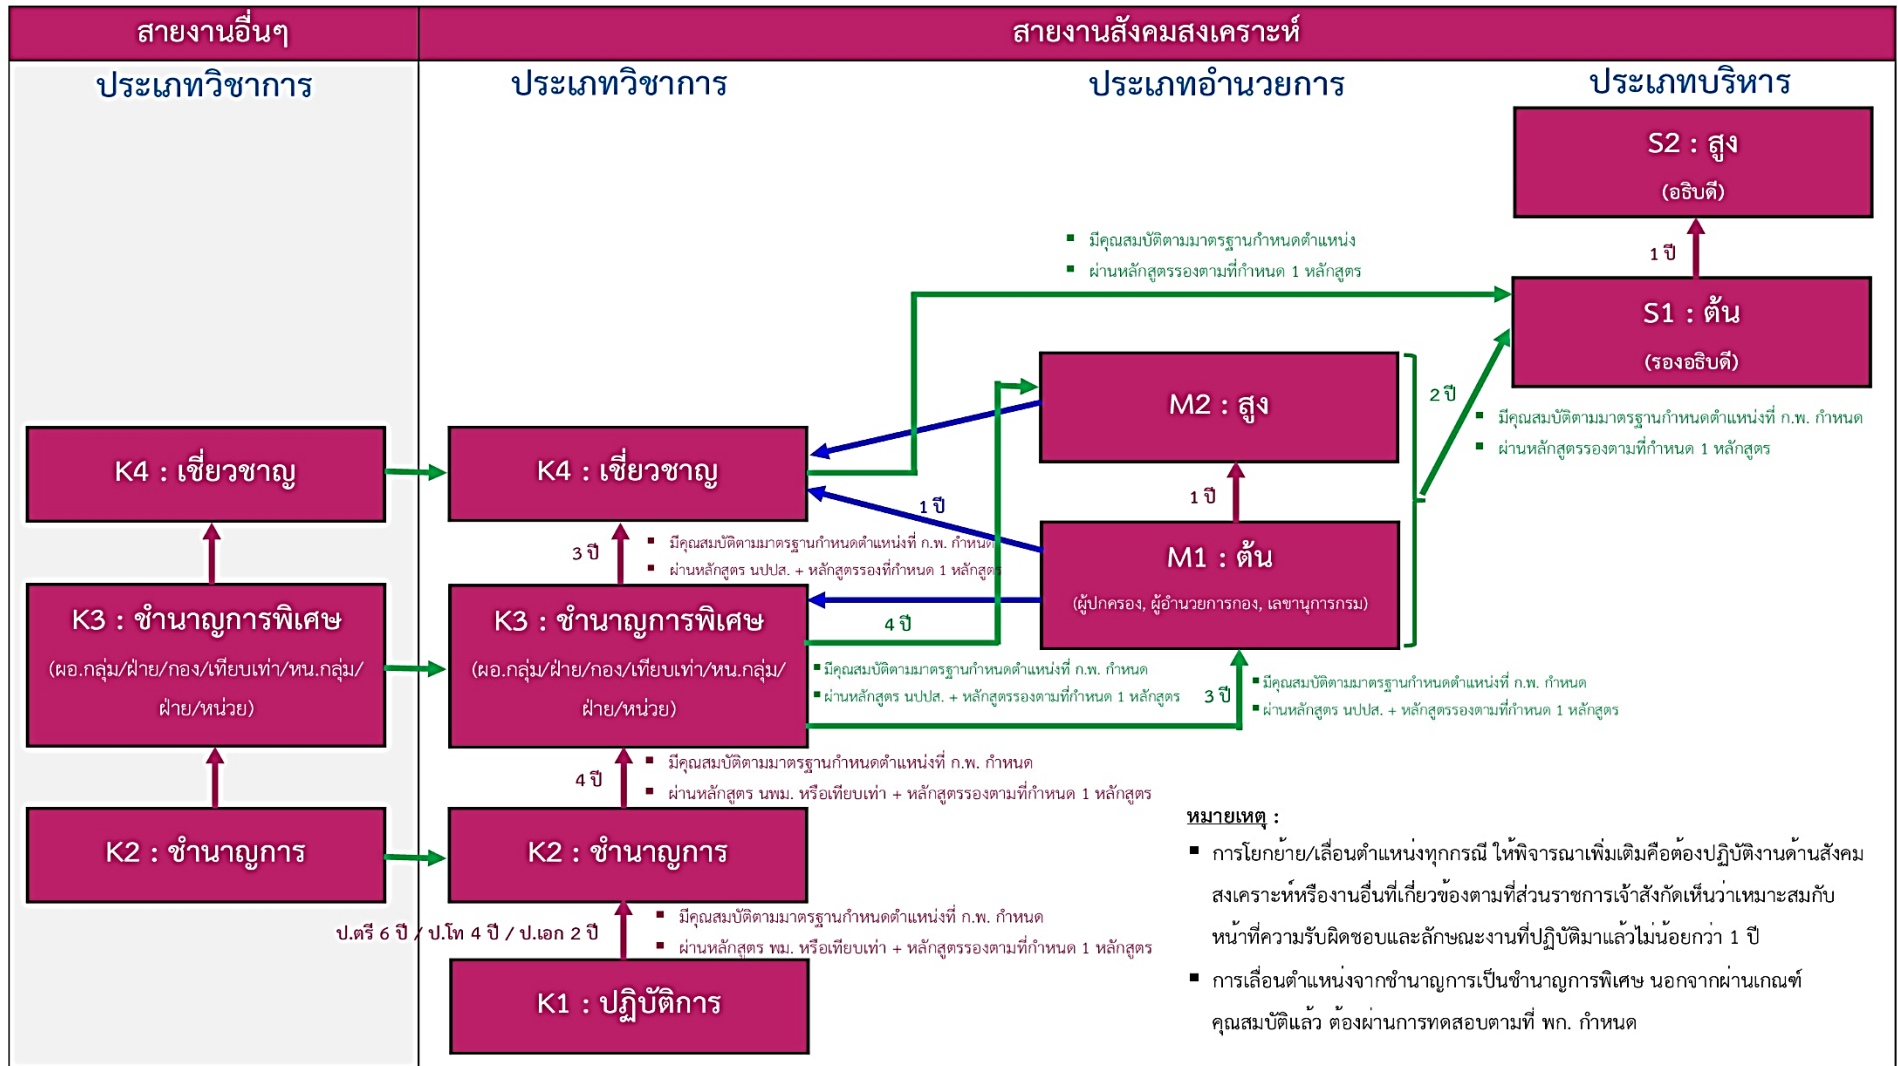 สายงานอื่นๆ
สายงานสังคมสงเคราะห์
ประเภทวิชาการ
ประเภทวิชาการ
ประเภทอำนวยการ
ประเภทบริหาร
S2 : สูง
(อธิบดี)
1 ปี
S1 : ต้น
(รองอธิบดี)
▪ มีคุณสมบัติตามมาตรฐานกำหนดตำแหน่ง
▪ ผ่านหลักสูตรรองตามที่กำหนด 1 หลักสูตร
2 ปี
▪ มีคุณสมบัติตามมาตรฐานกำหนดตำแหน่งที่ ก.พ. กำหนด
▪ ผ่านหลักสูตรรองตามที่กำหนด 1 หลักสูตร
M2 : สูง
1 ปี
M1 : ต้น
(ผู้ปกครอง, ผู้อำนวยการกอง, เลขานุการกรม)
K4 : เชี่ยวชาญ
K4 : เชี่ยวชาญ
1 ปี
3 ปี
▪ มีคุณสมบัติตามมาตรฐานกำหนดตำแหน่งที่ ก.พ. กำหนด
▪ ผ่านหลักสูตร นปปส. + หลักสูตรรองที่กำหนด 1 หลักสูตร
K3 : ชำนาญการพิเศษ
(ผอ.กลุ่ม/ฝ่าย/กอง/เทียบเท่า/หน.กลุ่ม/
ฝ่าย/หน่วย)
K3 : ชำนาญการพิเศษ
(ผอ.กลุ่ม/ฝ่าย/กอง/เทียบเท่า/หน.กลุ่ม/
ฝ่าย/หน่วย)
4 ปี
▪ มีคุณสมบัติตามมาตรฐานกำหนดตำแหน่งที่ ก.พ. กำหนด
▪ ผ่านหลักสูตร นปปส. + หลักสูตรรองตามที่กำหนด 1 หลักสูตร
3 ปี
▪ มีคุณสมบัติตามมาตรฐานกำหนดตำแหน่งที่ ก.พ. กำหนด
▪ ผ่านหลักสูตร นปปส. + หลักสูตรรองตามที่กำหนด 1 หลักสูตร
4 ปี
▪ มีคุณสมบัติตามมาตรฐานกำหนดตำแหน่งที่ ก.พ. กำหนด
▪ ผ่านหลักสูตร นพม. หรือเทียบเท่า + หลักสูตรรองตามที่กำหนด 1 หลักสูตร
K2 : ชำนาญการ
K2 : ชำนาญการ
ป.ตรี 6 ปี / ป.โท 4 ปี / ป.เอก 2 ปี
▪ มีคุณสมบัติตามมาตรฐานกำหนดตำแหน่งที่ ก.พ. กำหนด
▪ ผ่านหลักสูตร พม. หรือเทียบเท่า + หลักสูตรรองตามที่กำหนด 1 หลักสูตร
K1 : ปฏิบัติการ
หมายเหตุ :
▪ การโยกย้าย/เลื่อนตำแหน่งทุกกรณี ให้พิจารณาเพิ่มเติมคือต้องปฏิบัติงานด้านสังคม
สงเคราะห์หรืองานอื่นที่เกี่ยวข้องตามที่ส่วนราชการเจ้าสังกัดเห็นว่าเหมาะสมกับ
หน้าที่ความรับผิดชอบและลักษณะงานที่ปฏิบัติมาแล้วไม่น้อยกว่า 1 ปี
▪ การเลื่อนตำแหน่งจากชำนาญการเป็นชำนาญการพิเศษ นอกจากผ่านเกณฑ์
คุณสมบัติแล้ว ต้องผ่านการทดสอบตามที่ พก. กำหนด